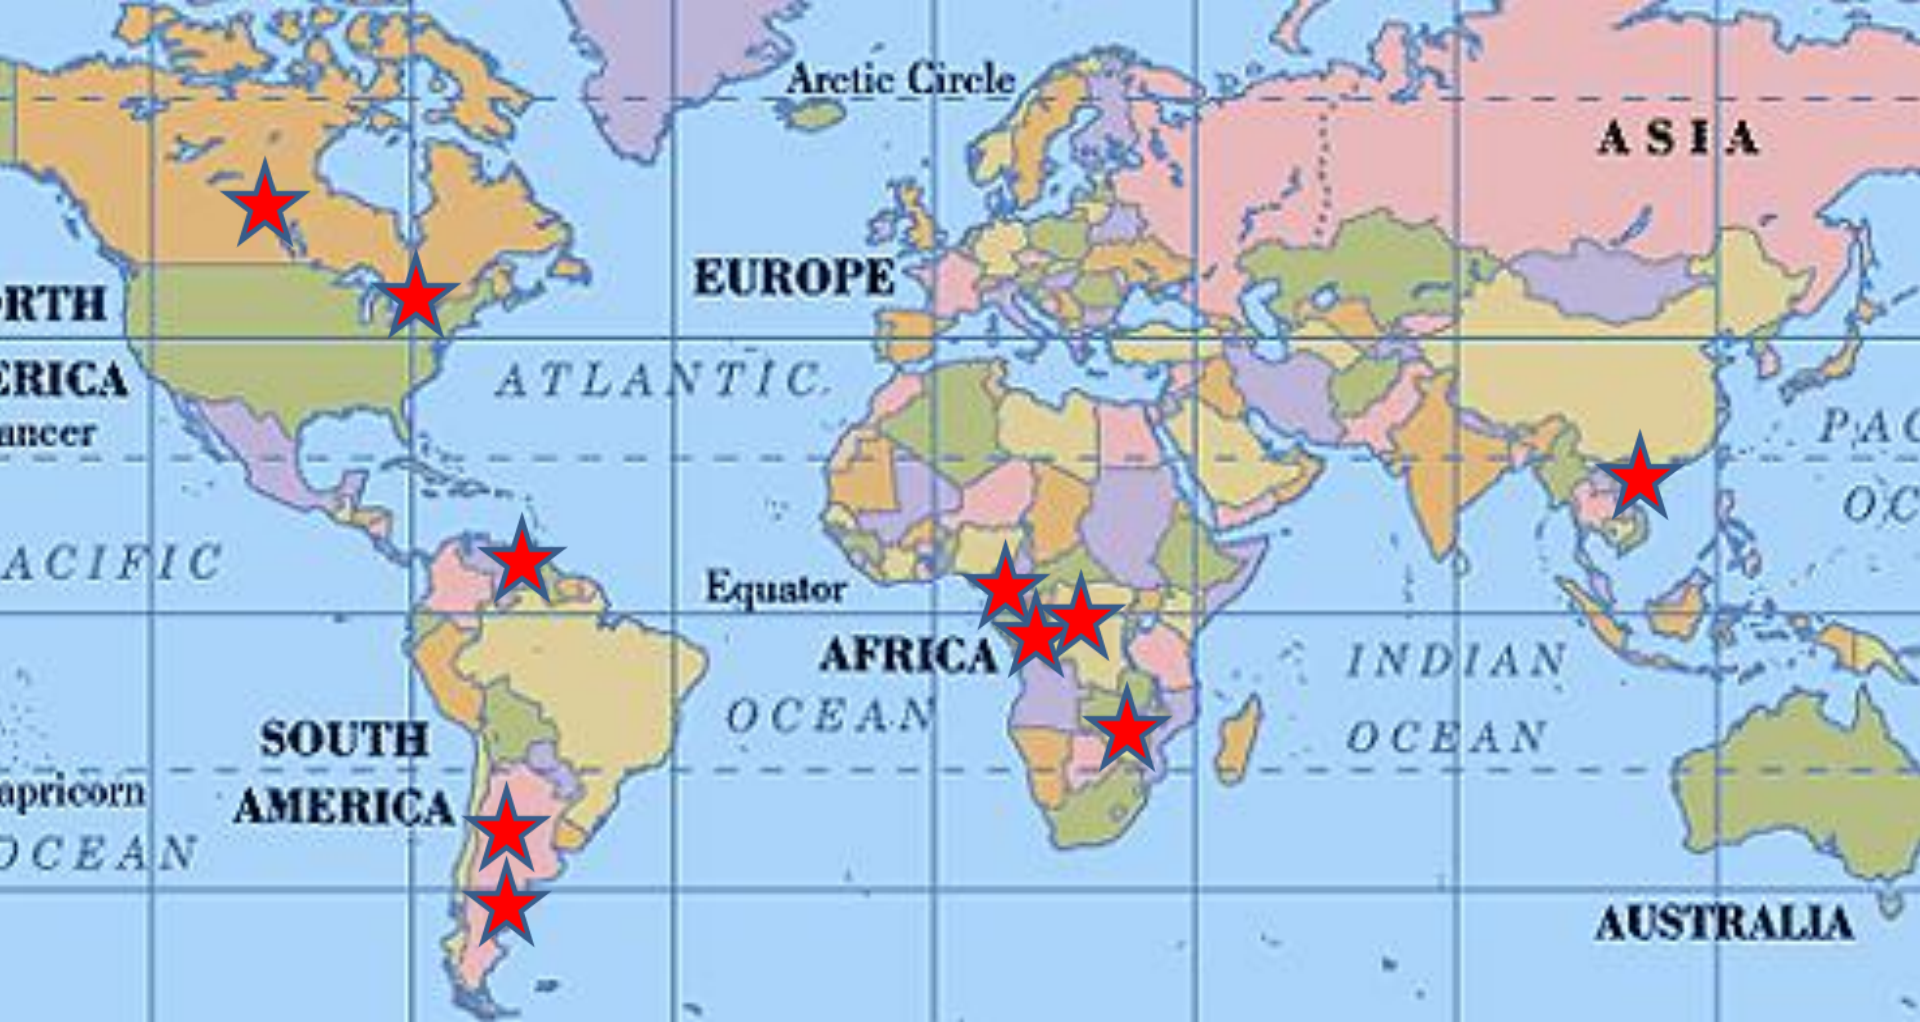 Arctic Circle
ASIA
EUROPE
RTH
ERICA
ATLANTIC
ancer
PAC
OC
ACIFIC
Equator
AFRICA
INDIAN
OCEAN
OCEAN
SOUTH
AMERICA
apricorn
OCEAN
AUSTRALIA